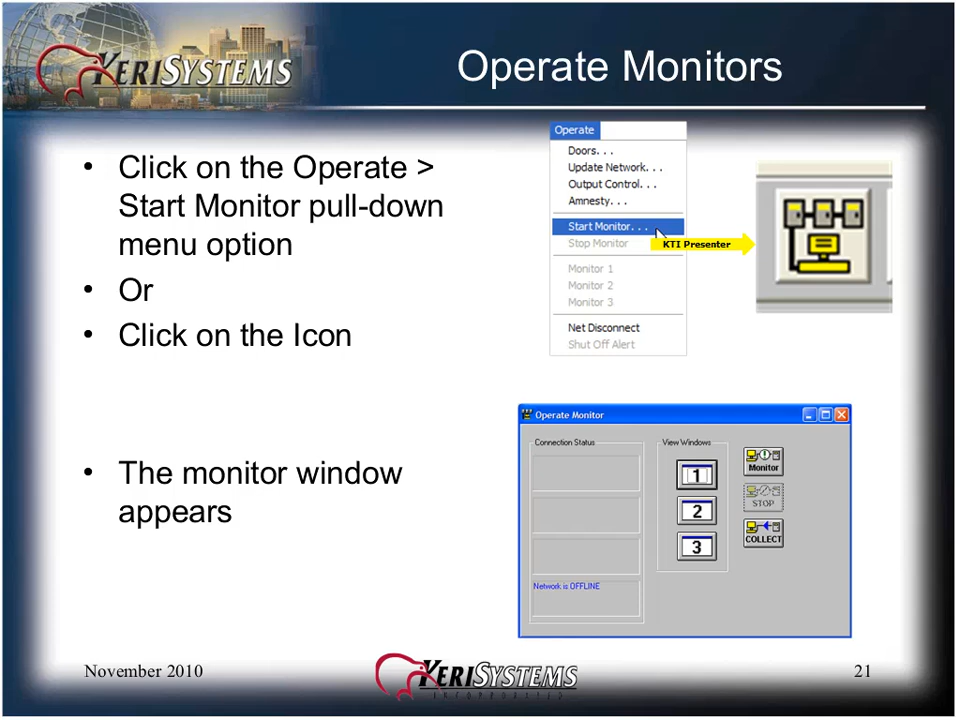 KERISYSTEMS
Operate Monitors
• Click on the Operate >
Start Monitor pull-down
menu option
• Or
• Click on the Icon
• The monitor window
appears
Operate
Doors. . .
Update Network. . .
Output Control. . .
Amnesty. . .
Start Monitor. . .
Stop Monitor
KTI Presenter
Monitor 1
Monitor 2
Monitor 3
Net Disconnect
Shut Off Alert
Operate Monitor
Connection Status
View Windows
1
2
3
Monitor
STOP
COLLECT
Network is OFFLINE
November 2010
KERISYSTEMS
INCORPORATED
21